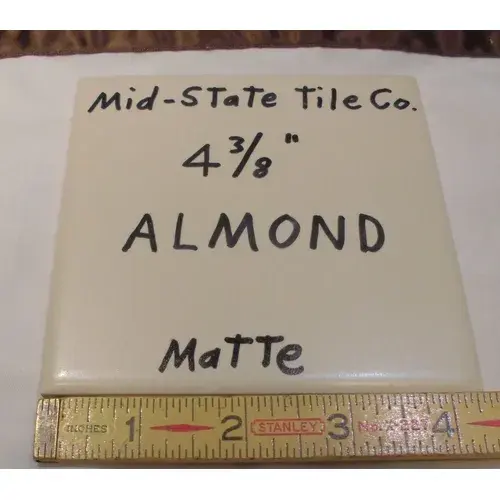 Mid-State Tile Co.
4 3/8"
ALMOND
Matte
INCHES 1 2 STANLEY 3 4